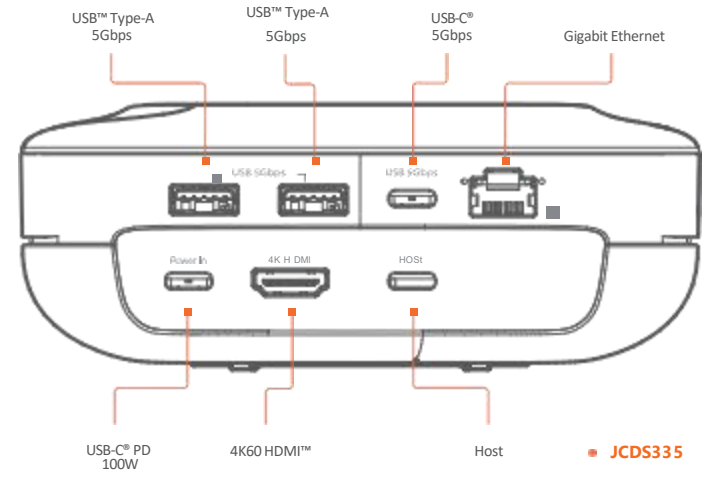 USB™ Type-A
5Gbps
USB™ Type-A
5Gbps
USB-C®
5Gbps
Gigabit Ethernet
USB 5Gbps
USB 5Gbps
Power In
4K H DMI
HOSt
USB-C® PD
100W
4K60 HDMI™
Host
JCDS335